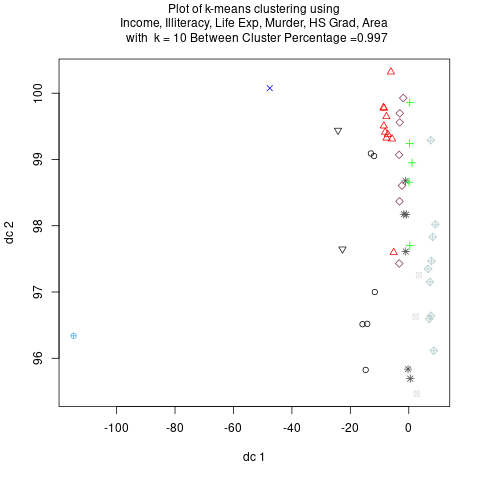 Plot of k-means clustering using
Income, Illiteracy, Life Exp, Murder, HS Grad, Area
with k = 10 Between Cluster Percentage =0.997
100
99
98
97
96
dc 2
-100 -80 -60 -40 -20 0
dc 1